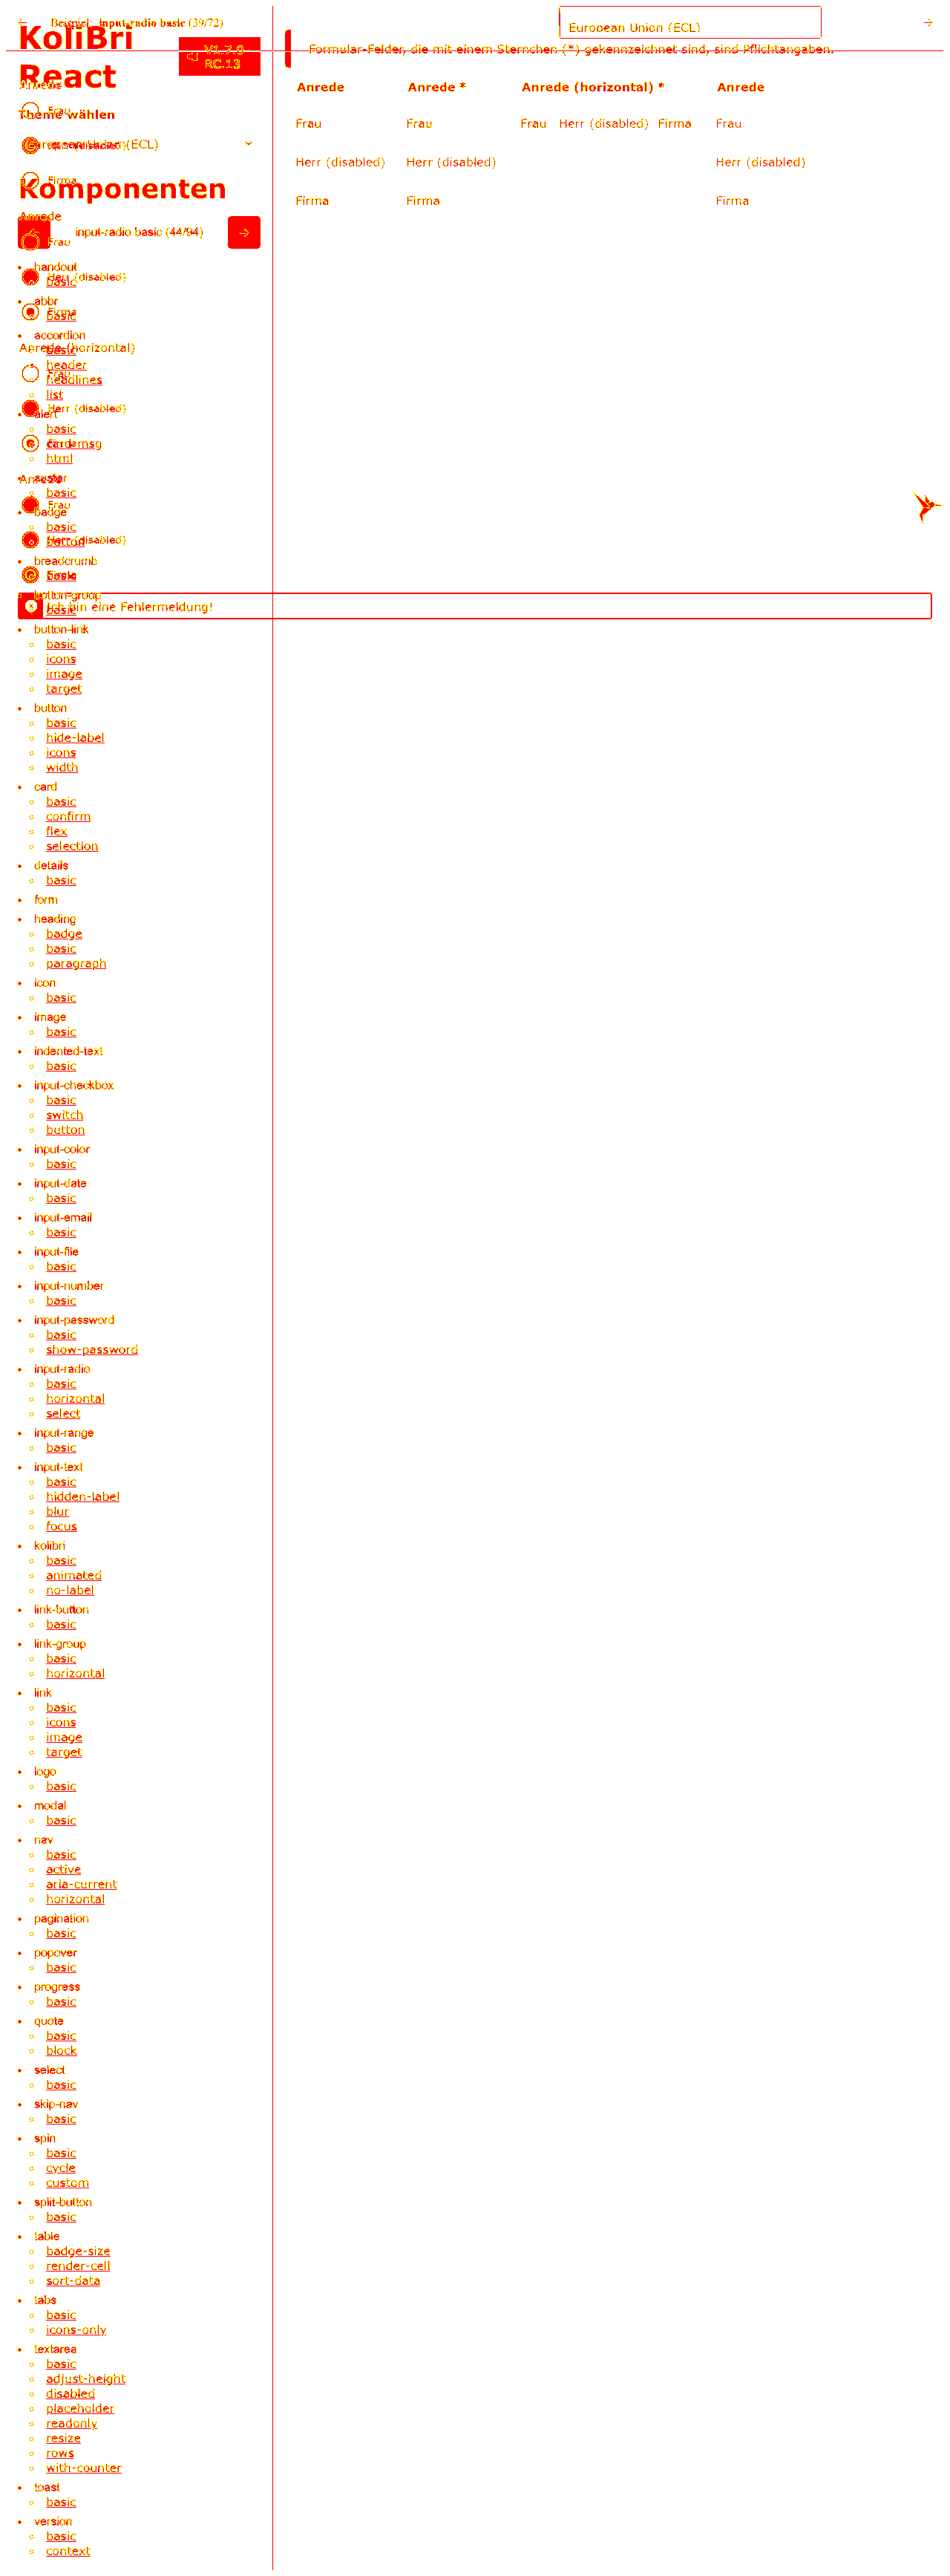 Beispiel: input-radio basic (39/72)
European Union (ECL)
KoliBri
React
V1.7.0
RC.13
Formular-Felder, die mit einem Sternchen (*) gekennzeichnet sind, sind Pflichtangaben.
Anrede
Anrede
Anrede *
Anrede (horizontal) *
Anrede
Frau
Theme wählen
Frau
Frau
Frau Herr (disabled) Firma
Frau
European Union (ECL)
Herr (disabled)
Herr (disabled)
Herr (disabled)
Firma
Komponenten
Firma
Firma
Firma
Anrede
input-radio basic (44/94)
Frau
handout
basic
Herr (disabled)
abbr
basic
Firma
accordion
basic
Anrede (horizontal)
header
Frau
headlines
list
Herr (disabled)
alert
basic
card-msg
html
avatar
Anrede
basic
Frau
badge
basic
button
Herr (disabled)
breadcrumb
basic
button-group
basic
Ich bin eine Fehlermeldung!
button-link
basic
icons
image
target
button
basic
hide-label
icons
width
card
basic
confirm
flex
selection
details
basic
form
heading
badge
basic
paragraph
icon
basic
image
basic
indented-text
basic
input-checkbox
basic
switch
button
input-color
basic
input-date
basic
input-email
basic
input-file
basic
input-number
basic
input-password
basic
show-password
input-radio
basic
horizontal
select
input-range
basic
input-text
basic
hidden-label
blur
focus
kolibri
basic
animated
no-label
link-button
basic
link-group
basic
horizontal
link
basic
icons
image
target
logo
basic
modal
basic
nav
basic
active
aria-current
horizontal
pagination
basic
popover
basic
progress
basic
quote
basic
block
select
basic
skip-nav
basic
spin
basic
cycle
custom
split-button
basic
table
badge-size
render-cell
sort-data
tabs
basic
icons-only
textarea
basic
adjust-height
disabled
placeholder
readonly
resize
rows
with-counter
toast
basic
version
basic
context